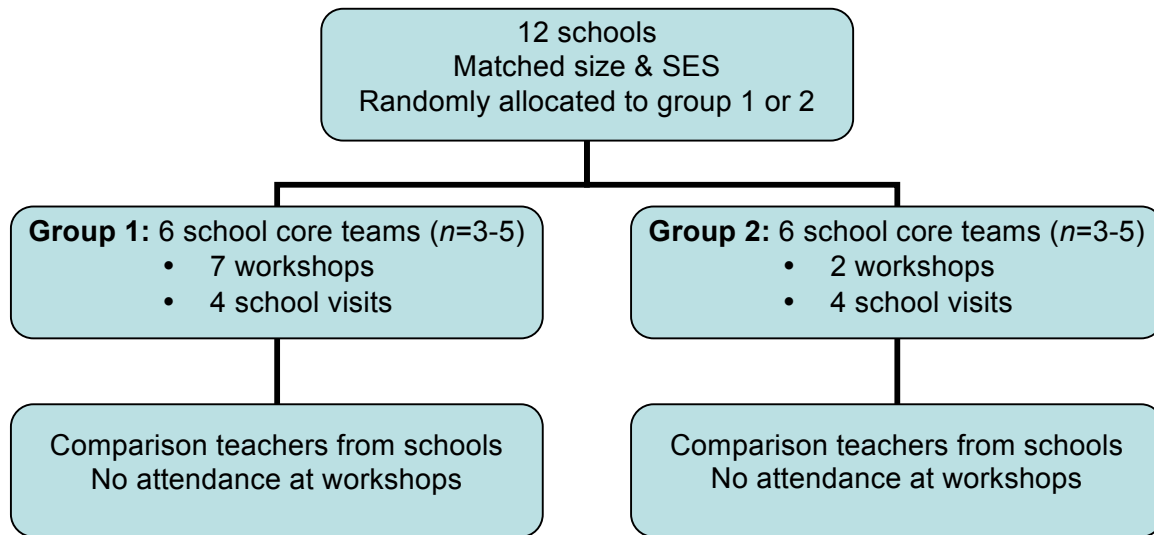 12 schools
Matched size & SES
Randomly allocated to group 1 or 2
Group 1: 6 school core teams (n=3-5)
• 7 workshops
• 4 school visits
Group 2: 6 school core teams (n=3-5)
• 2 workshops
• 4 school visits
Comparison teachers from schools
No attendance at workshops
Comparison teachers from schools
No attendance at workshops